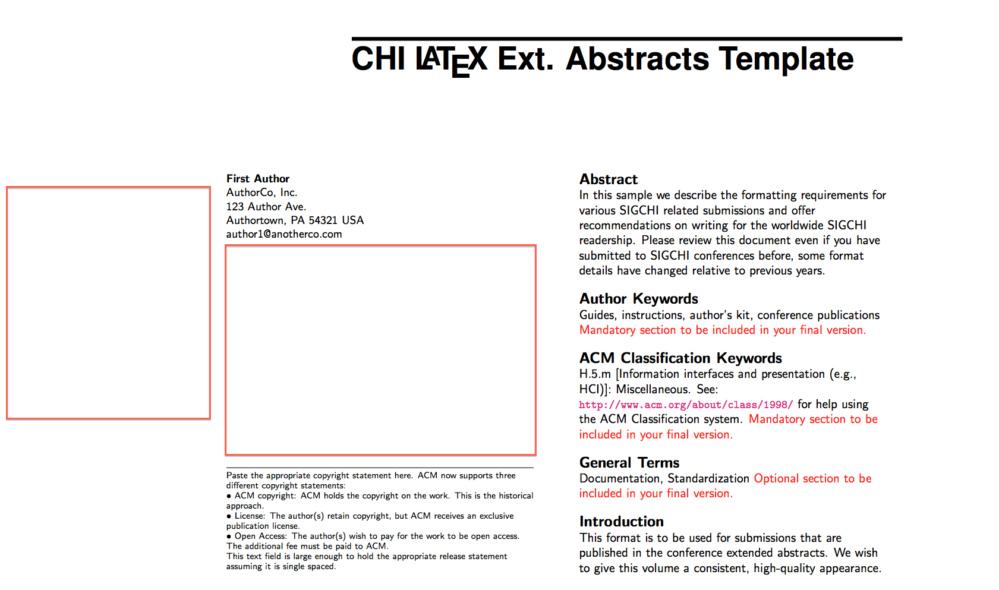 CHI LATEX Ext. Abstracts Template
First Author
AuthorCo, Inc.
123 Author Ave.
Authortown, PA 54321 USA
author1@anotherco.com
Paste the appropriate copyright statement here. ACM now supports three
different copyright statements:
• ACM copyright: ACM holds the copyright on the work. This is the historical
approach.
• License: The author(s) retain copyright, but ACM receives an exclusive
publication license.
• Open Access: The author(s) wish to pay for the work to be open access.
The additional fee must be paid to ACM.
This text field is large enough to hold the appropriate release statement
assuming it is single spaced.
Abstract
In this sample we describe the formatting requirements for
various SIGCHI related submissions and offer
recommendations on writing for the worldwide SIGCHI
readership. Please review this document even if you have
submitted to SIGCHI conferences before, some format
details have changed relative to previous years.
Author Keywords
Guides, instructions, author's kit, conference publications
Mandatory section to be included in your final version.
ACM Classification Keywords
H.5.m [Information interfaces and presentation (e.g.,
HCI)]: Miscellaneous. See:
http://www.acm.org/about/class/1998/ for help using
the ACM Classification system. Mandatory section to be
included in your final version.
General Terms
Documentation, Standardization Optional section to be
included in your final version.
Introduction
This format is to be used for submissions that are
published in the conference extended abstracts. We wish
to give this volume a consistent, high-quality appearance.